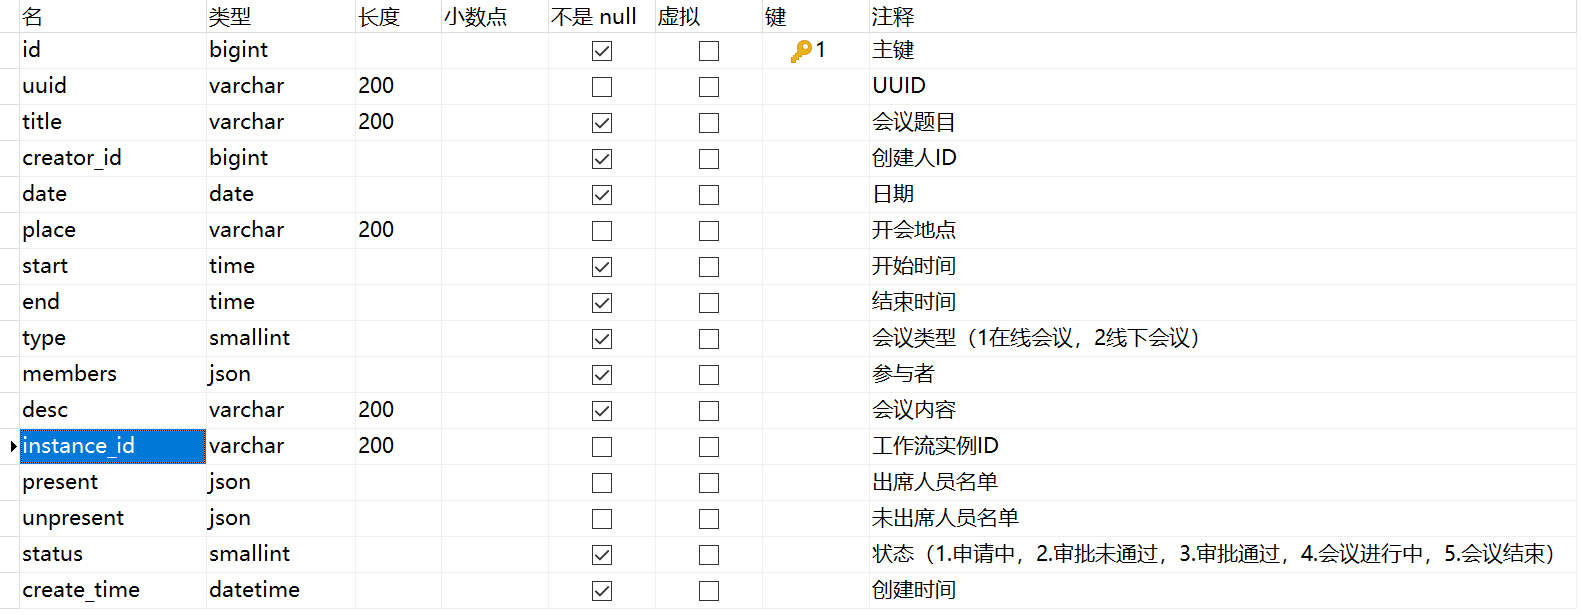 名 类型 长度 小数点 不是 null 虚拟 键 注释
id bigint 1 主键
uuid varchar 200 UUID
title varchar 200 会议题目
creator_id bigint 创建人ID
date date 日期
place varchar 200 开会地点
start time 开始时间
end time 结束时间
type smallint 会议类型（1在线会议，2线下会议）
members json 参与者
desc varchar 200 会议内容
instance_id varchar 200 工作流实例ID
present json 出席人员名单
unpresent json 未出席人员名单
status smallint 状态（1.申请中，2.审批未通过，3.审批通过，4.会议进行中，5.会议结束）
create_time datetime 创建时间